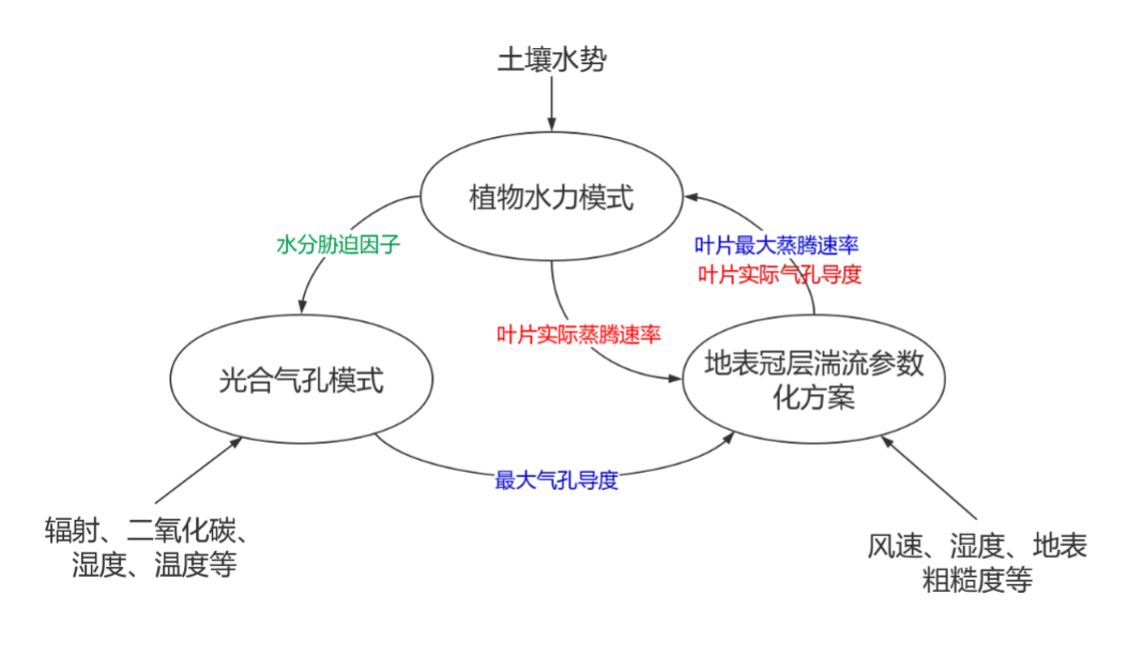 土壤水势
植物水力模式
水分胁迫因子
叶片最大蒸腾速率
叶片实际气孔导度
叶片实际蒸腾速率
光合气孔模式
地表冠层湍流参数
化方案
最大气孔导度
辐射、二氧化碳、
湿度、温度等
风速、湿度、地表
粗糙度等